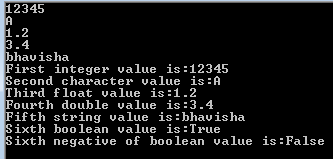 12345
A
1.2
3.4
bhavisha
First integer value is:12345
Second character value is:A
Third float value is:1.2
Fourth double value is:3.4
Fifth string value is:bhavisha
Sixth boolean value is:True
Sixth negative of boolean value is:False